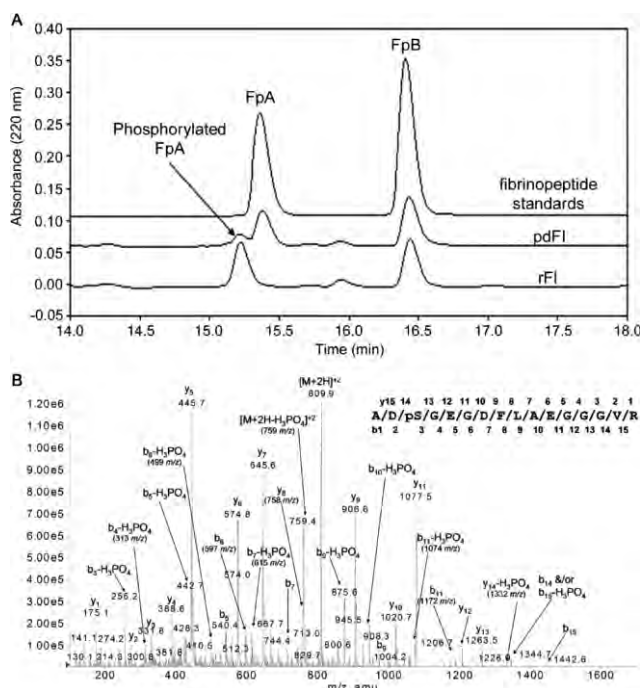 A
0.40
0.35
0.30
0.25
0.20
0.15
0.10
0.05
0.00
-0.05
Absorbance (220 nm)
FpA
FpB
Phosphorylated
FpA
fibrinopeptide
standards
pdFI
rFI
14.0 14.5 15.0 15.5 16.0 16.5 17.0 17.5 18.0
Time (min)
B
1.20e6
1.10e6
1.00e6
9.00e5
8.00e5
7.00e5
6.00e5
5.00e5
4.00e5
3.00e5
2.00e5
1.00e5
y15 14 13 12 11 10 9 8 7 6 5 4 3 2 1
A/D/pS/G/E/G/D/F/L/A/E/G/G/G/V/R
b1 2 3 4 5 6 7 8 9 10 11 12 13 14 15
[M+2H]+2
809.9
y5
445.7
[M+2H-H3PO4]+2
(759 m/z)
759.4
b6-H3PO4
(499 m/z)
b5-H3PO4
442.7
b4-H3PO4
(313 m/z)
b3-H3PO4
256.2
y7
645.6
y6
574.8
574.0
y8
(758 m/z)
b6
(597 m/z)
b7-H3PO4
(615 m/z)
b7
713.0
y9
906.6
b10-H3PO4
y11
1077.5
b11-H3PO4
(1074 m/z)
875.6
945.5
908.3
y10
1020.7
b11
(1172 m/z)
y12
y14-H3PO4
(1332 m/z)
b14 &/or
b15-H3PO4
y13
1263.5
b15
y1
175.1
y4
388.6
y3
331.8
y2
428.3
410.5
b5
540.4
667.7
744.4
829.7
800.6
1004.2
1206.7
1226.9
1344.7
1442.6
141.1
274.2
130.1
214.6
300.8
381.8
512.3
200 400 600 800 1000 1200 1400 1600
m/z, amu